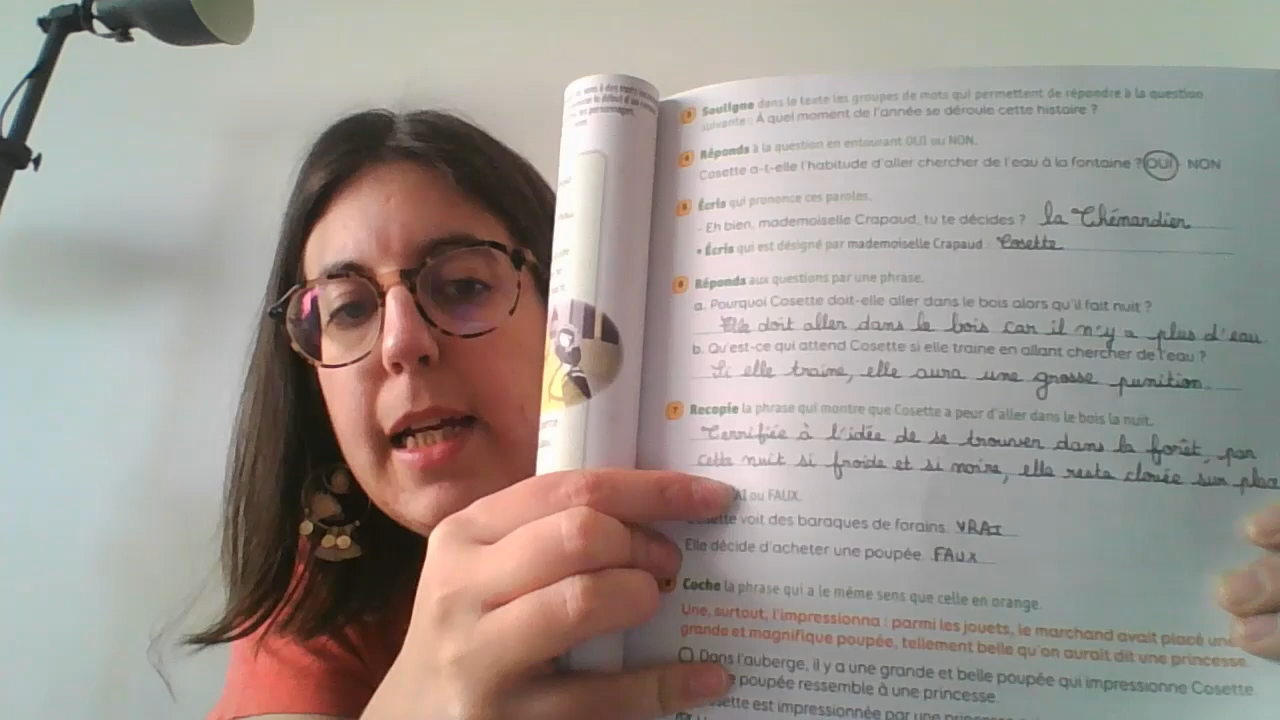 3 Souligne dans le texte les groupes de mots qui permettent de répondre à la question
suivante : À quel moment de l'année se déroule cette histoire ?
4 Réponds à la question en entourant OUI ou NON.
Cosette a-t-elle l'habitude d'aller chercher de l'eau à la fontaine ? OUI NON
5 Écris qui prononce ces paroles.
- Eh bien, mademoiselle Crapaud, tu te décides ? la Thémandier
• Écris qui est désigné par mademoiselle Crapaud : Cosette
6 Réponds aux questions par une phrase.
a. Pourquoi Cosette doit-elle aller dans le bois alors qu'il fait nuit ?
Elle doit aller dans le bois car il n'y a plus d'eau
b. Qu'est-ce qui attend Cosette si elle traine en allant chercher de l'eau ?
Si elle traine, elle aura une grosse punition.
7 Recopie la phrase qui montre que Cosette a peur d'aller dans le bois la nuit.
Terrifiée à l'idée de se trouver dans la forêt, par
cette nuit si froide et si noire, elle resta clouée sur place
ou FAUX.
voit des baraques de forains. VRAI
Elle décide d'acheter une poupée. FAUX
Coche la phrase qui a le même sens que celle en orange.
Une, surtout, l'impressionna : parmi les jouets, le marchand avait placé une
grande et magnifique poupée, tellement belle qu'on aurait dit une princesse.
Dans l'auberge, il y a une grande et belle poupée qui impressionne Cosette.
poupée ressemble à une princesse.
est impressionnée par une